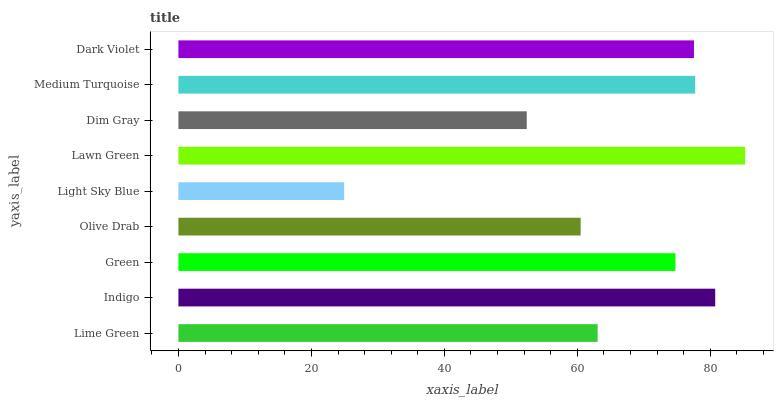 title
Dark Violet
Medium Turquoise
Dim Gray
Lawn Green
Light Sky Blue
Olive Drab
Green
Indigo
Lime Green
yaxis_label
0 20 40 60 80
xaxis_label